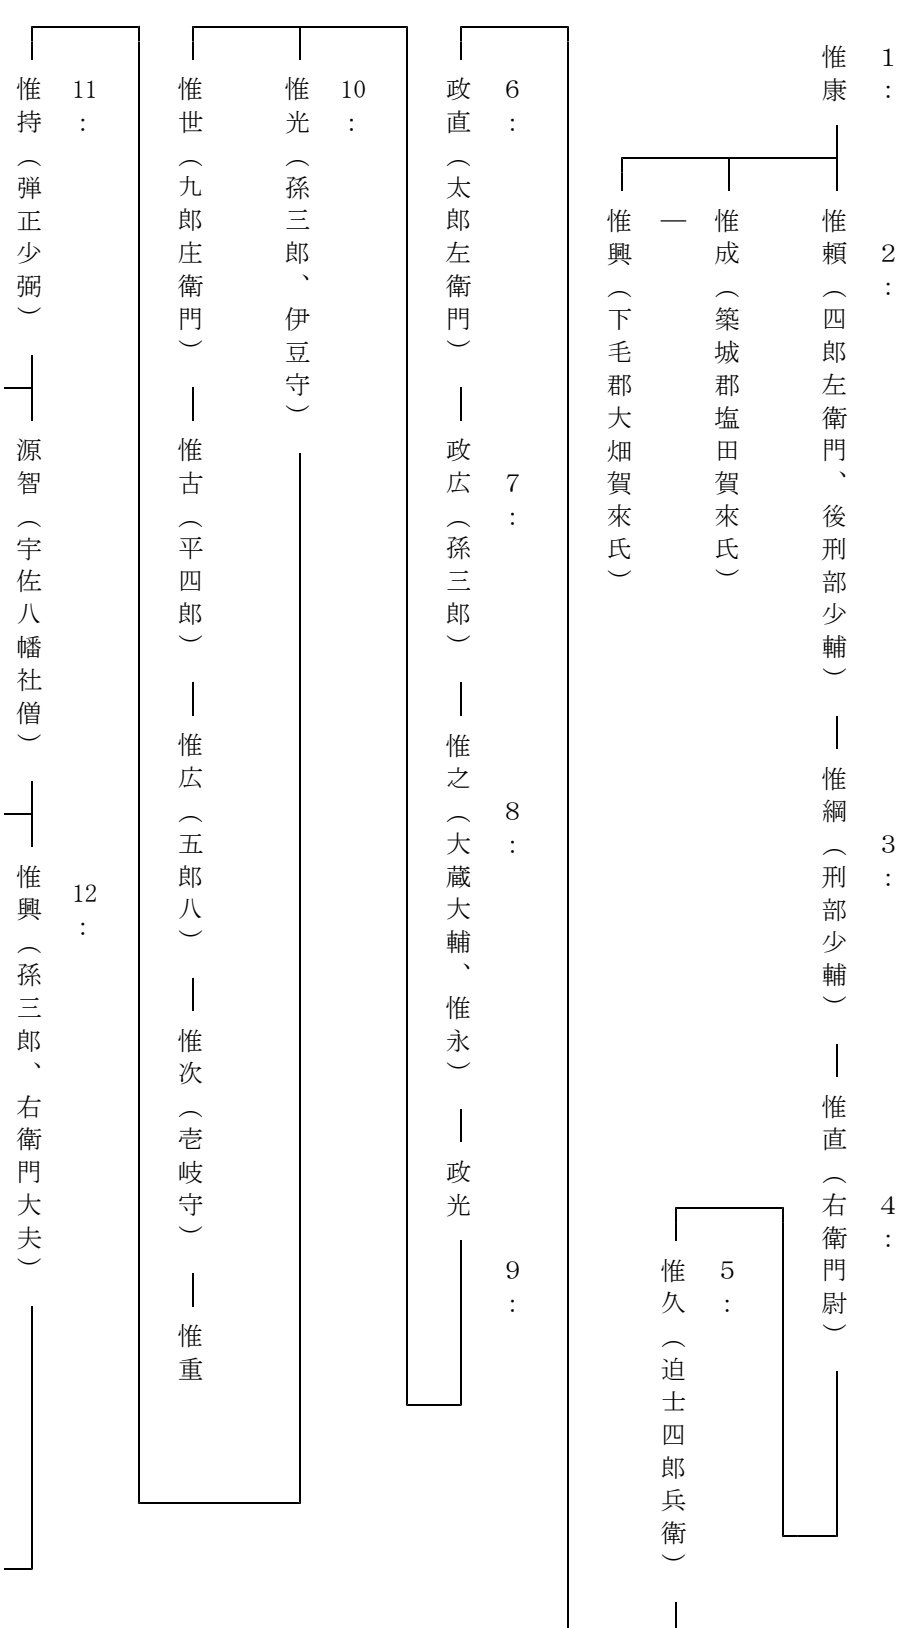 1：
惟康
2：
惟頼（四郎左衛門、後刑部少輔）
3：
惟綱（刑部少輔）
4：
惟直（右衛門尉）
惟成（築城郡塩田賀來氏）
惟興（下毛郡大畑賀來氏）
5：
惟久（迫士四郎兵衛）
6：
政直（太郎左衛門）
7：
政広（孫三郎）
8：
惟之（大蔵大輔、惟永）
9：
政光
10：
惟光（孫三郎、伊豆守）
惟世（九郎庄衛門）
惟古（平四郎）
惟広（五郎八）
惟次（壱岐守）
惟重
11：
惟持（弾正少弼）
源智（宇佐八幡社僧）
12：
惟興（孫三郎、右衛門大夫）